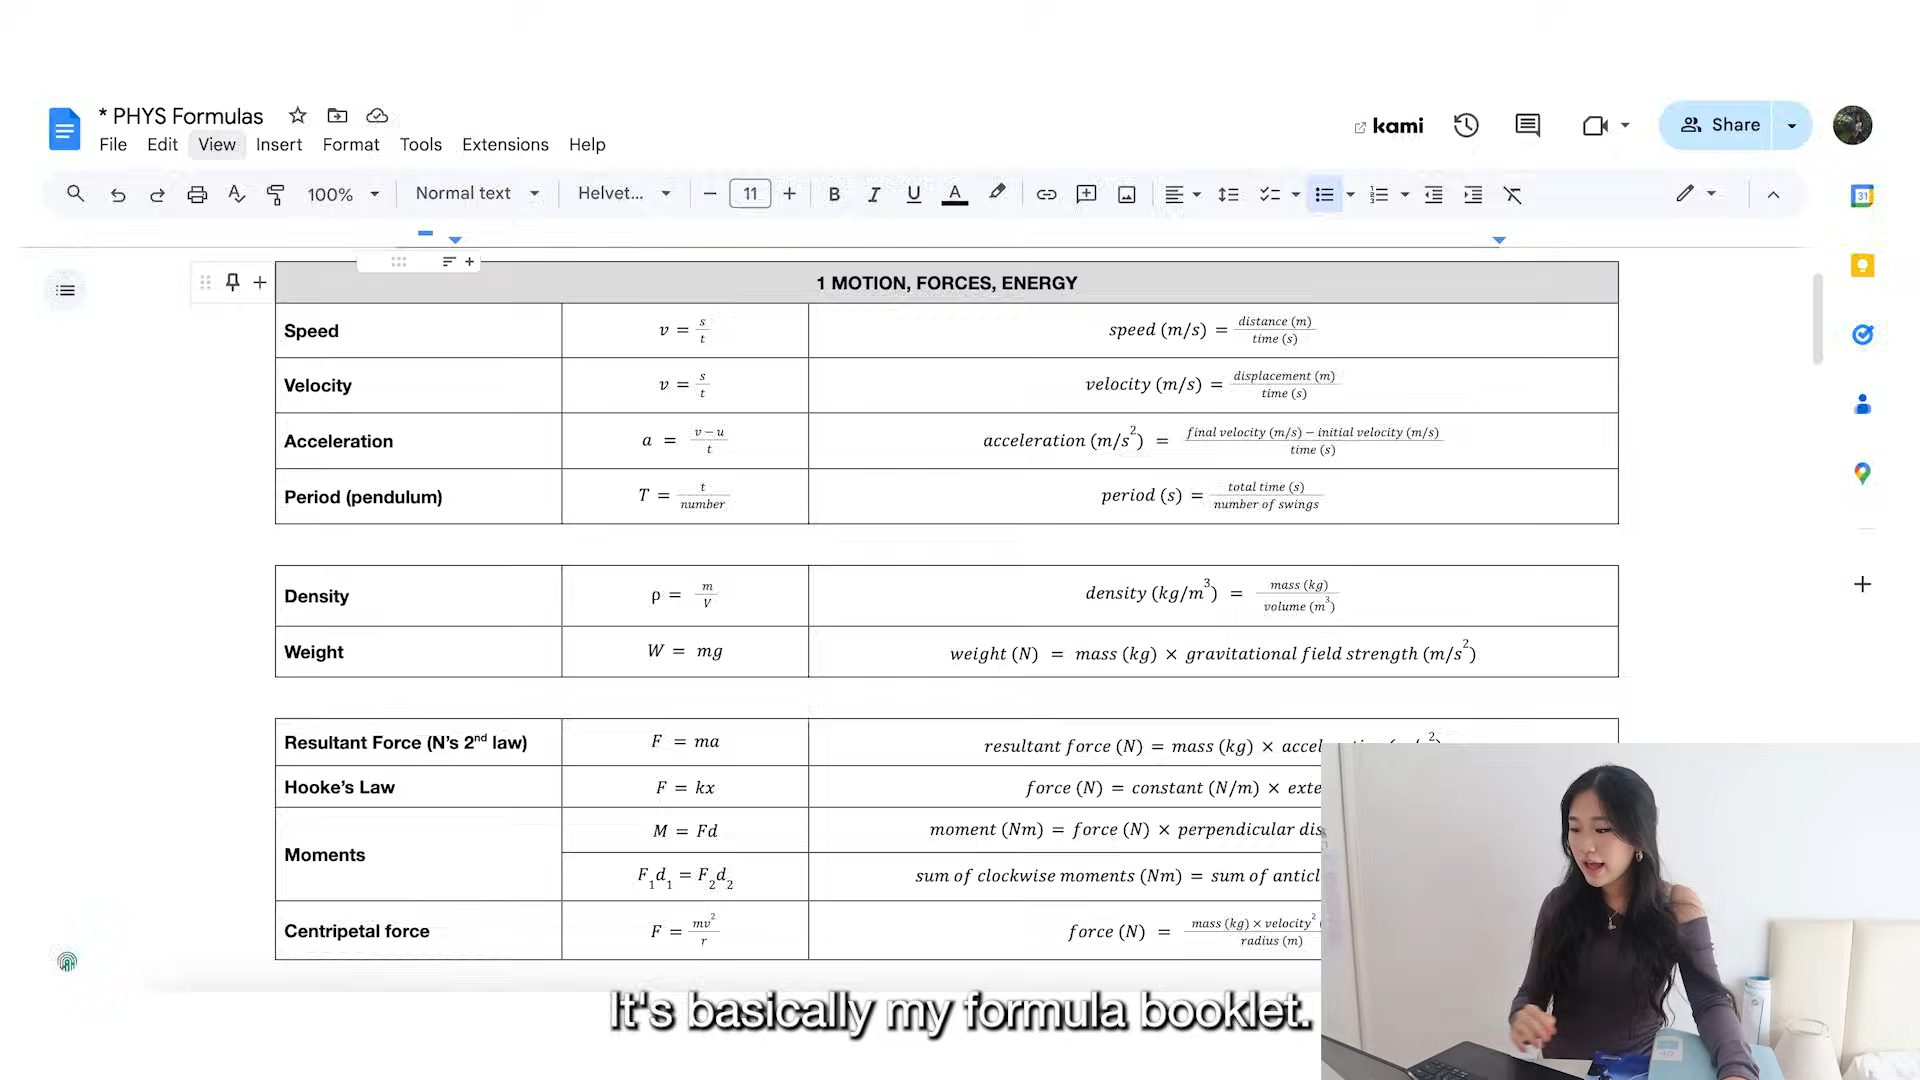 * PHYS Formulas
File Edit View Insert Format Tools Extensions Help
kami
Share
100% Normal text Helvet... 11
31
1 MOTION, FORCES, ENERGY
Speed v = s/t speed (m/s) = distance (m)/time (s)
Velocity v = s/t velocity (m/s) = displacement (m)/time (s)
Acceleration a = v − u/t acceleration (m/s²) = final velocity (m/s) − initial velocity (m/s)/time (s)
Period (pendulum) T = t/number period (s) = total time (s)/number of swings
Density ρ = m/V density (kg/m³) = mass (kg)/volume (m³)
Weight W = mg weight (N) = mass (kg) × gravitational field strength (m/s²)
Resultant Force (N's 2nd law) F = ma resultant force (N) = mass (kg) × accel
Hooke's Law F = kx force (N) = constant (N/m) × exte
Moments M = Fd moment (Nm) = force (N) × perpendicular dis
F₁d₁ = F₂d₂ sum of clockwise moments (Nm) = sum of anticl
Centripetal force F = mv²/r force (N) = mass (kg) × velocity²/radius (m)
It's basically my formula booklet.